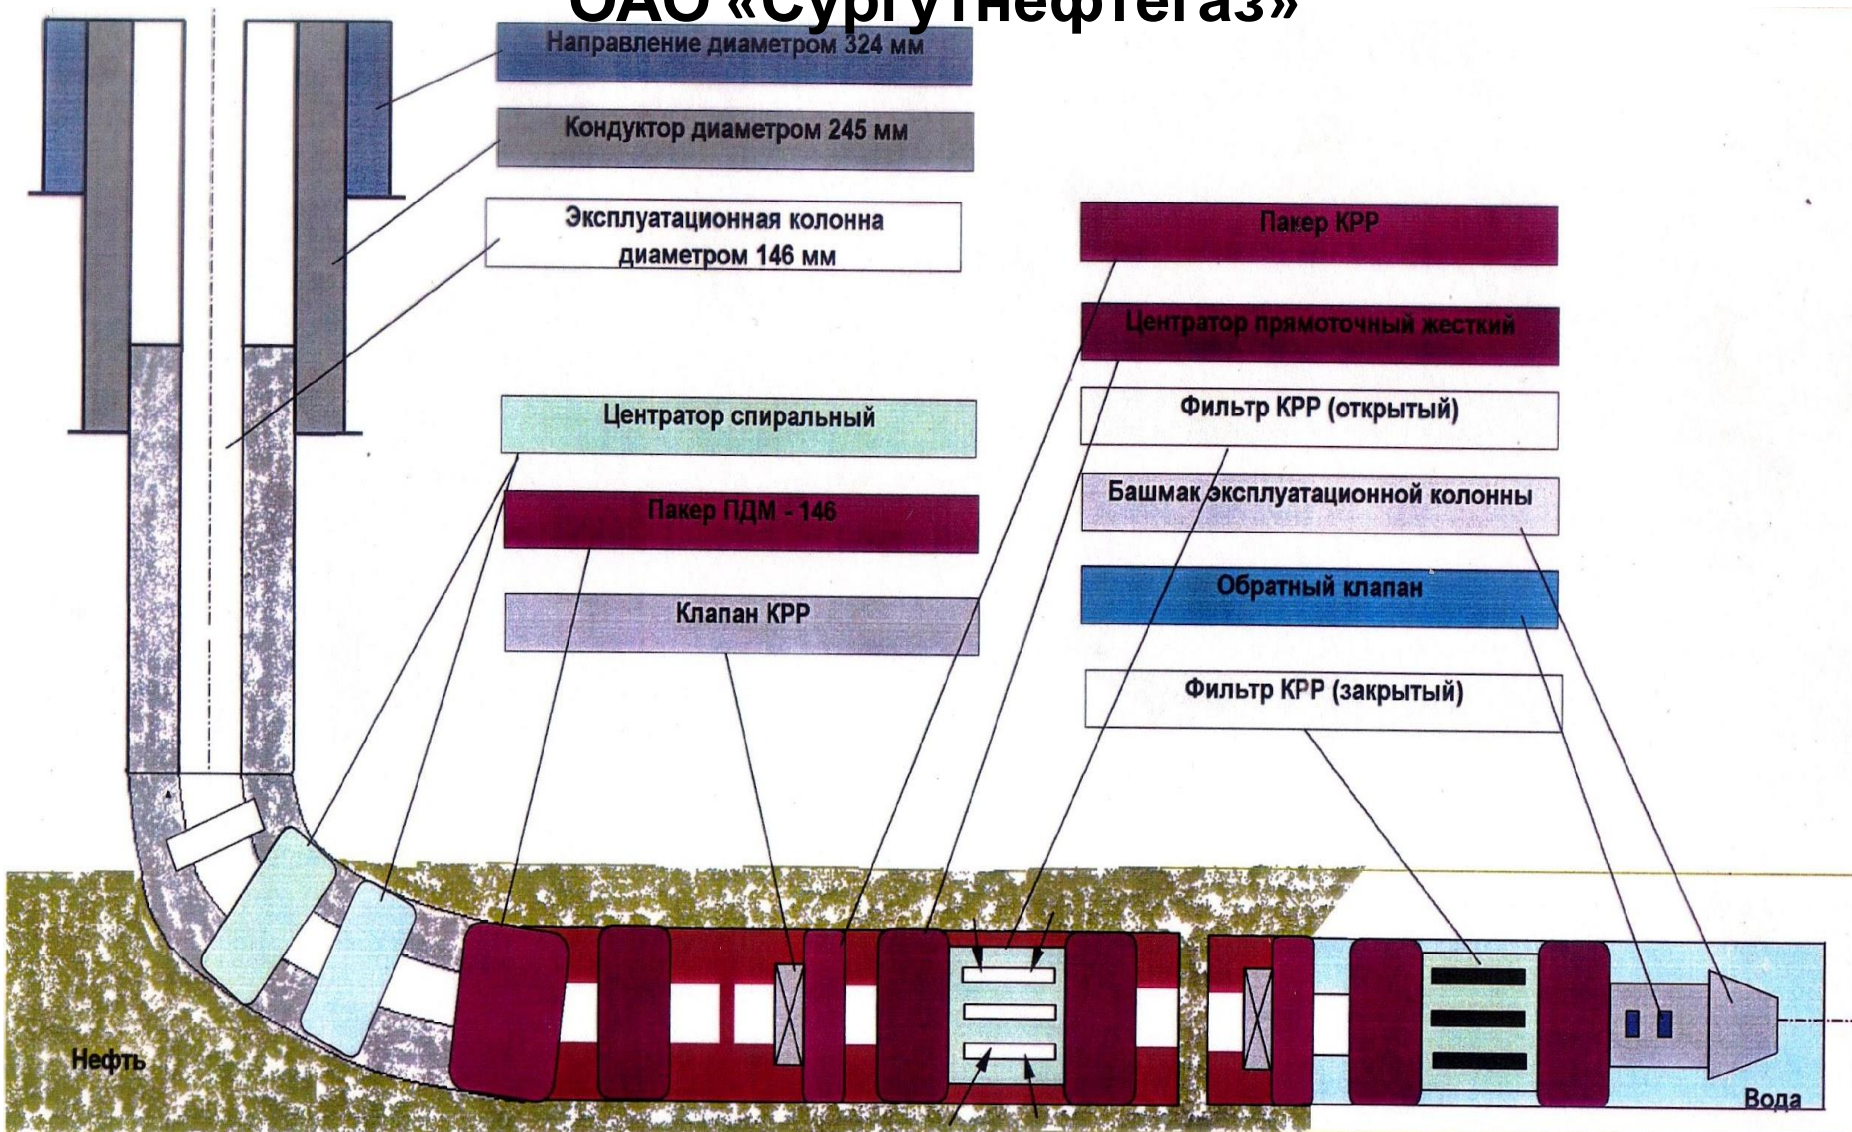 ОАО «Сургутнефтегаз»
Направление диаметром 324 мм
Кондуктор диаметром 245 мм
Эксплуатационная колонна
диаметром 146 мм
Центратор спиральный
Пакер ПДМ - 146
Клапан КРР
Пакер КРР
Центратор прямоточный жесткий
Фильтр КРР (открытый)
Башмак эксплуатационной колонны
Обратный клапан
Фильтр КРР (закрытый)
Нефть
Вода